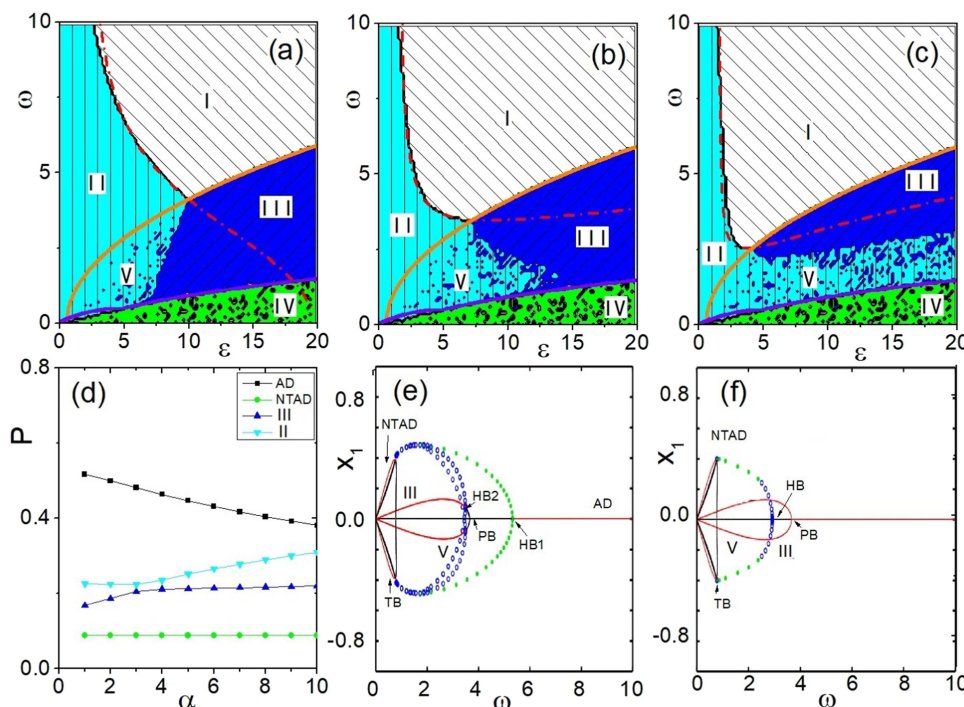 10
(a)
I
ω
5
II
III
V
IV
0
0 5 10 15 20
ε
10
(b)
I
ω
5
II
III
V
IV
0
0 5 10 15 20
ε
10
(c)
I
ω
5
III
II
V
IV
0
0 5 10 15 20
ε
0.8
(d)
AD
NTAD
III
II
P
0.4
0.0
0 2 4 6 8 10
α
(e)
0.8
NTAD
X1
III
HB2
AD
0.0
PB
V
HB1
TB
-0.8
0 2 4 6 8 10
ω
(f)
0.8
NTAD
X1
HB
0.0
PB
V
III
TB
-0.8
0 2 4 6 8 10
ω